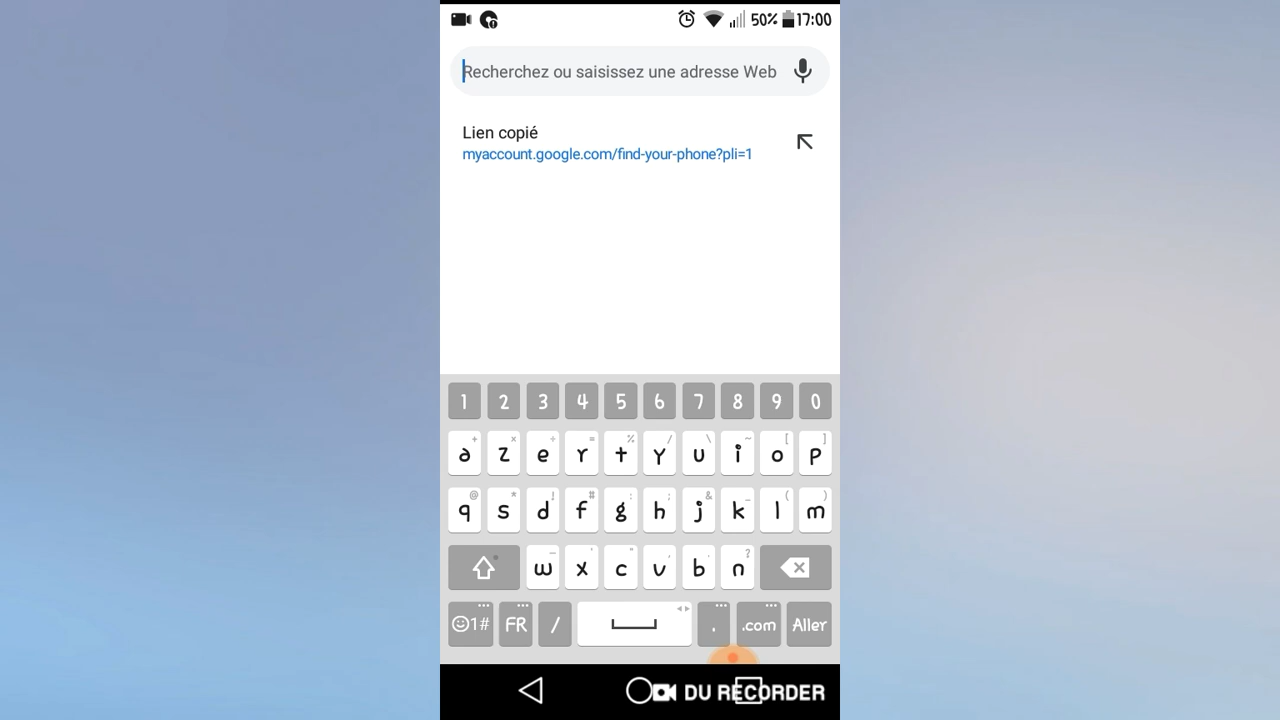 50% 17:00
Recherchez ou saisissez une adresse Web
Lien copié
myaccount.google.com/find-your-phone?pli=1
1 2 3 4 5 6 7 8 9 0
+ × ÷ = % / \ ~ [ ]
a z e r t y u i o p
@ * ! # : ; & _ ( )
q s d f g h j k l m
— ' " , . ?
w x c v b n
1# FR / . .com Aller
DU RECORDER